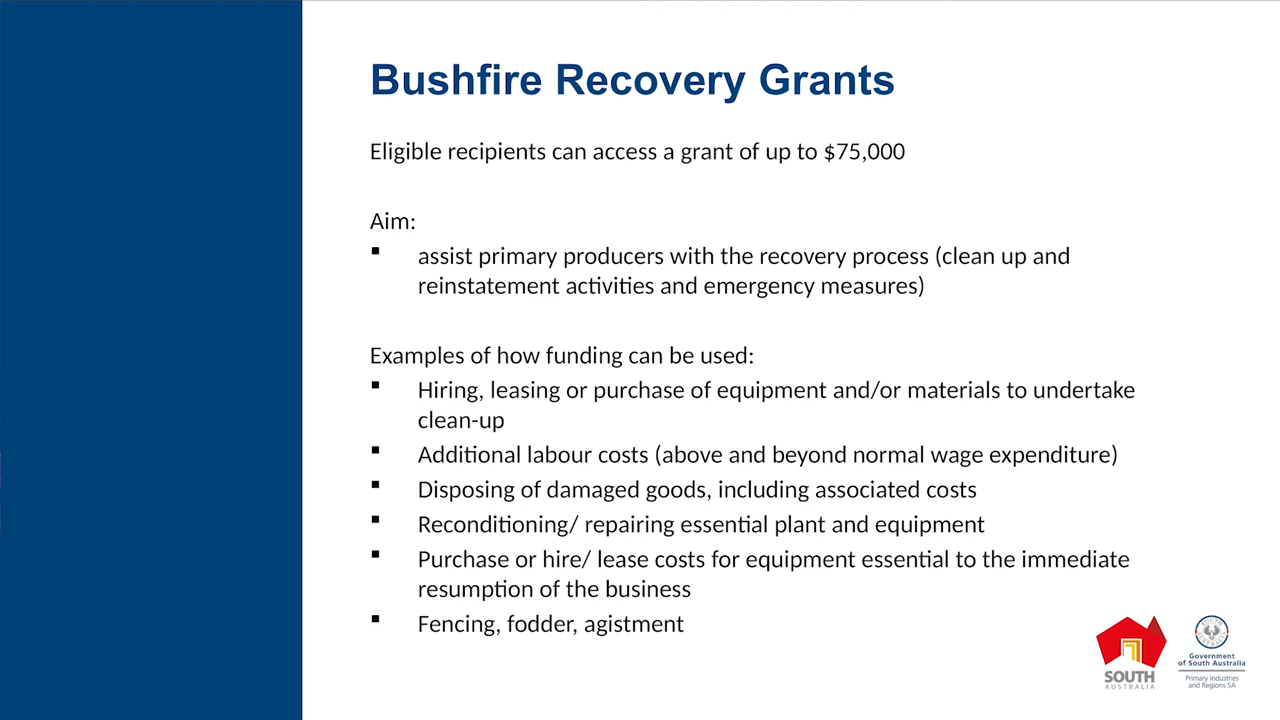 Bushfire Recovery Grants
Eligible recipients can access a grant of up to $75,000
Aim:
▪ assist primary producers with the recovery process (clean up and
reinstatement activities and emergency measures)
Examples of how funding can be used:
▪ Hiring, leasing or purchase of equipment and/or materials to undertake
clean-up
▪ Additional labour costs (above and beyond normal wage expenditure)
▪ Disposing of damaged goods, including associated costs
▪ Reconditioning/ repairing essential plant and equipment
▪ Purchase or hire/ lease costs for equipment essential to the immediate
resumption of the business
▪ Fencing, fodder, agistment
SOUTH
AUSTRALIA
Government
of South Australia
Primary Industries
and Regions SA